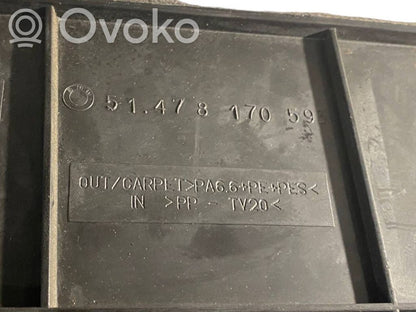 Ovoko
51.47 8 170 59
OUT/CARPET>PA6.6+PE+PES<
IN >PP - TV20<